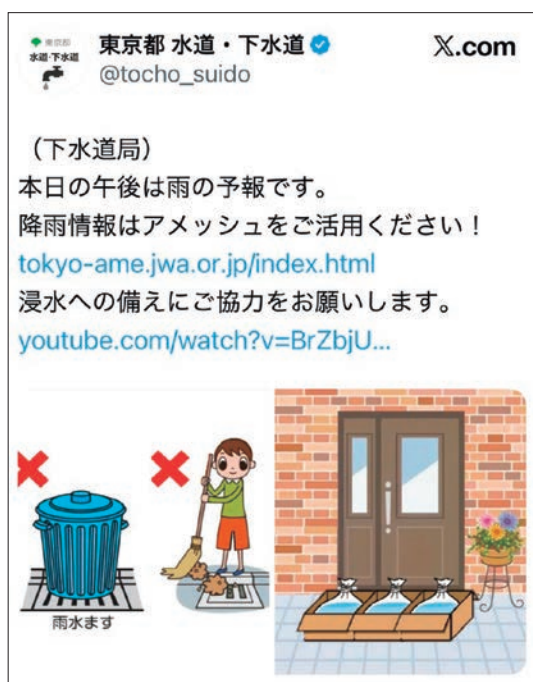 東京都
水道・下水道
東京都 水道・下水道
@tocho_suido
X.com
（下水道局）
本日の午後は雨の予報です。
降雨情報はアメッシュをご活用ください！
tokyo-ame.jwa.or.jp/index.html
浸水への備えにご協力をお願いします。
youtube.com/watch?v=BrZbjU...
雨水ます